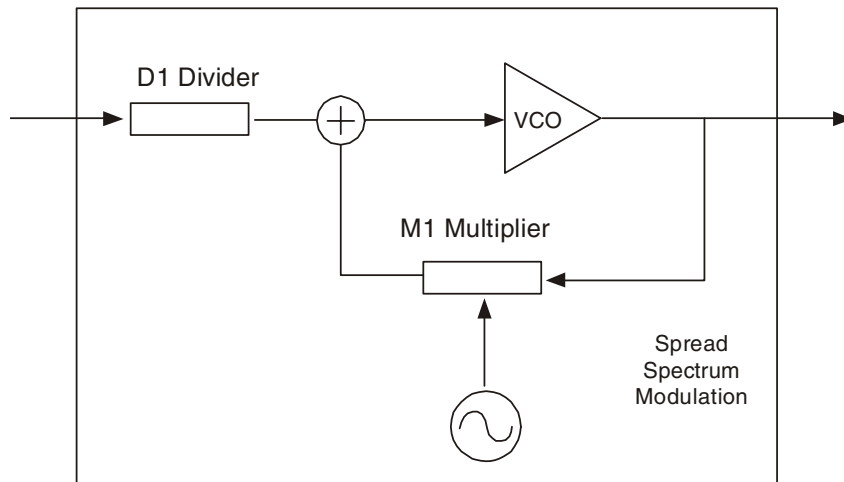 D1 Divider
VCO
M1 Multiplier
Spread
Spectrum
Modulation